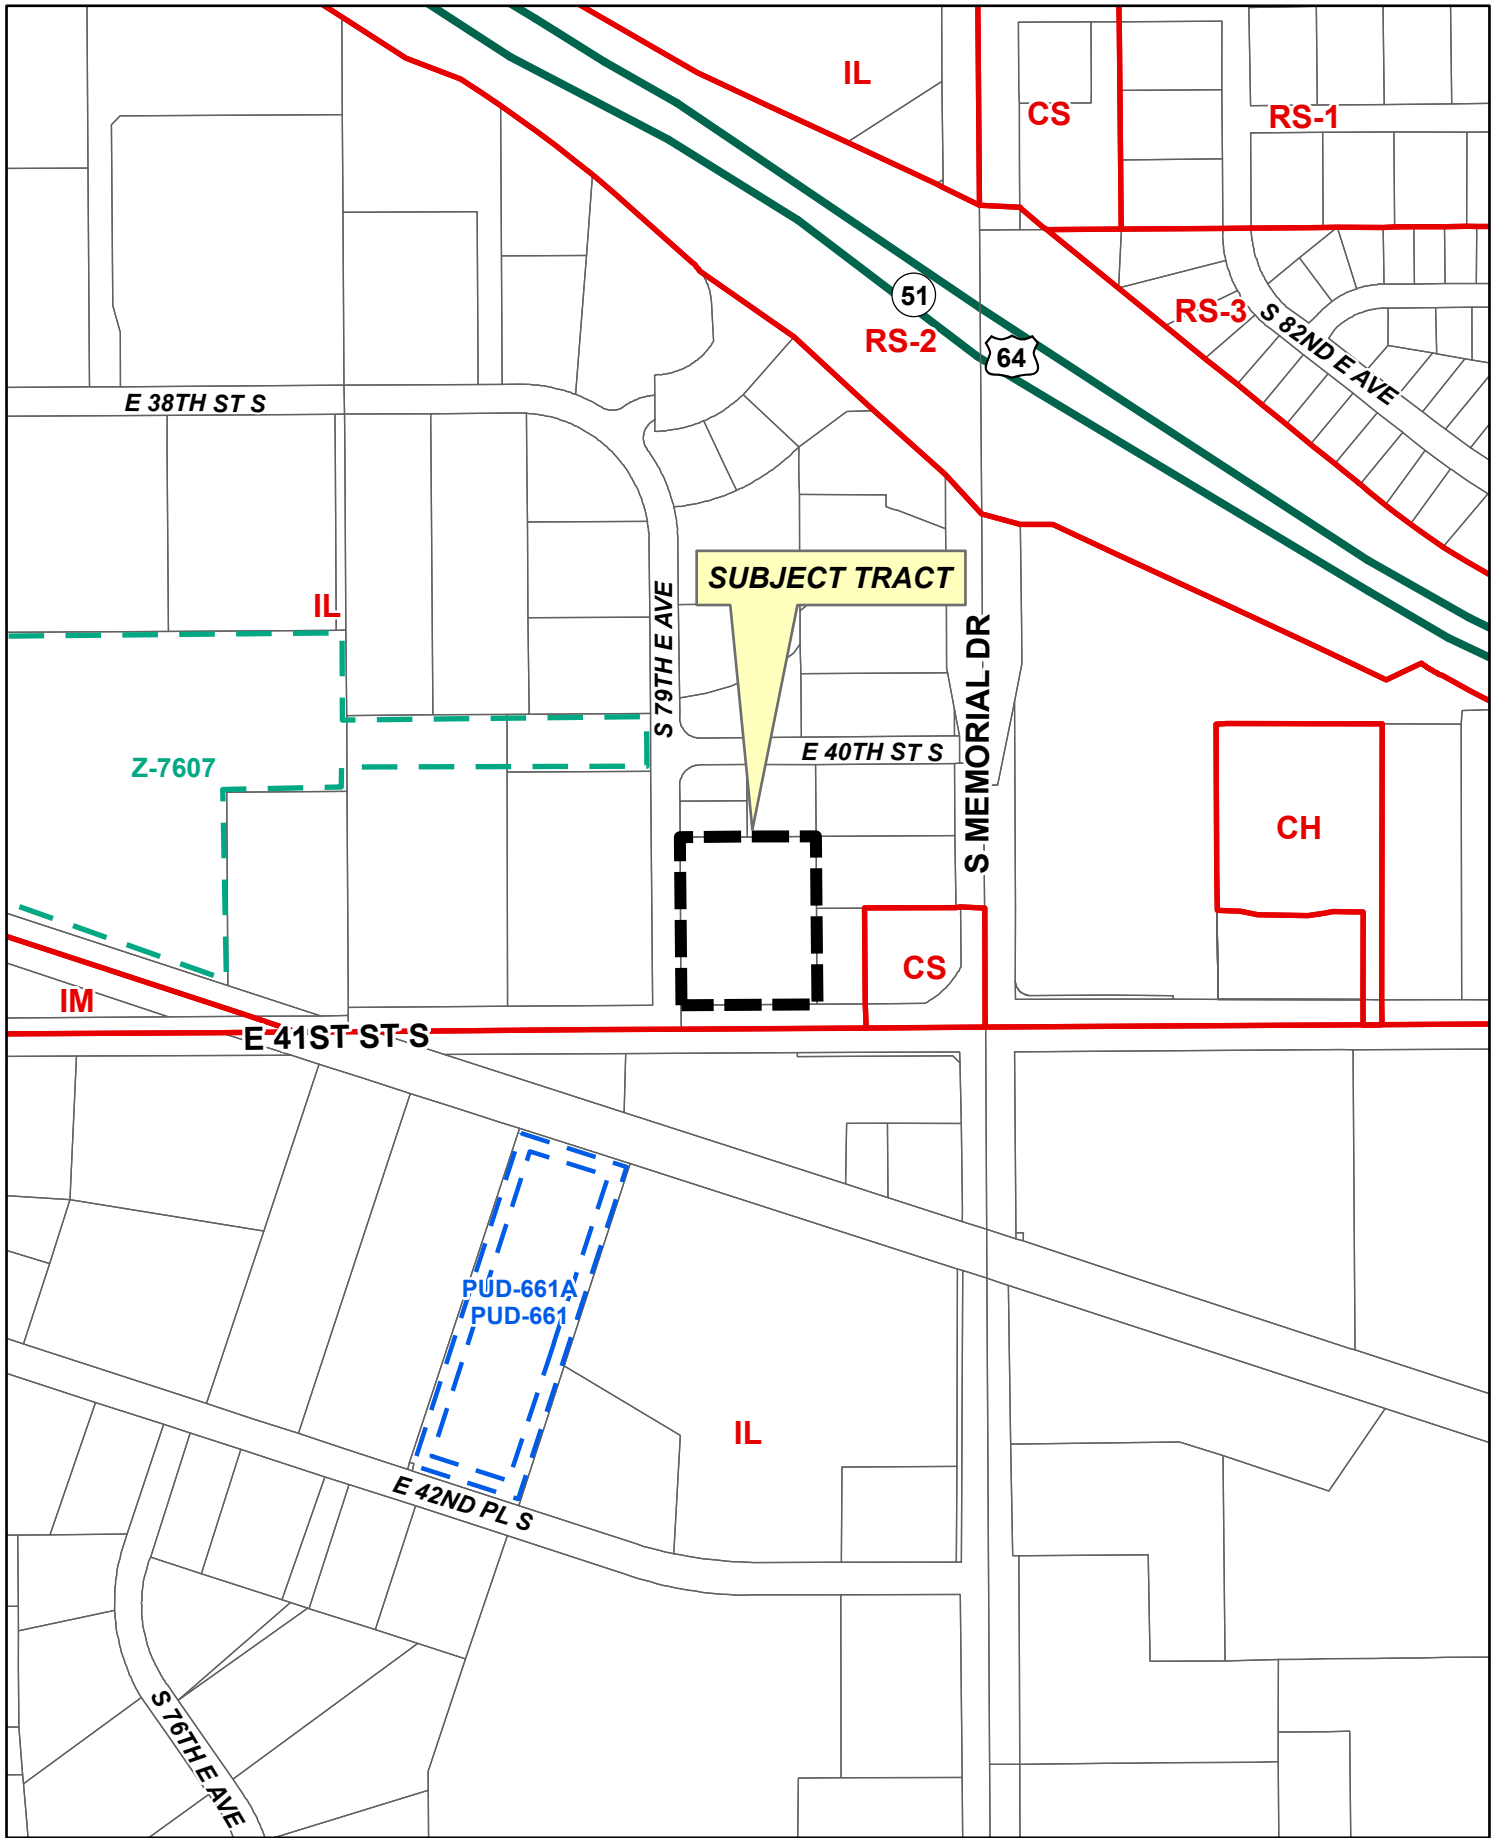 IL
CS
RS-1
51
RS-3
S 82ND E AVE
RS-2
64
E 38TH ST S
SUBJECT TRACT
IL
S 79TH E AVE
S MEMORIAL DR
E 40TH ST S
Z-7607
CH
CS
IM
E 41ST ST S
PUD-661A
PUD-661
IL
E 42ND PL S
S 76TH E AVE